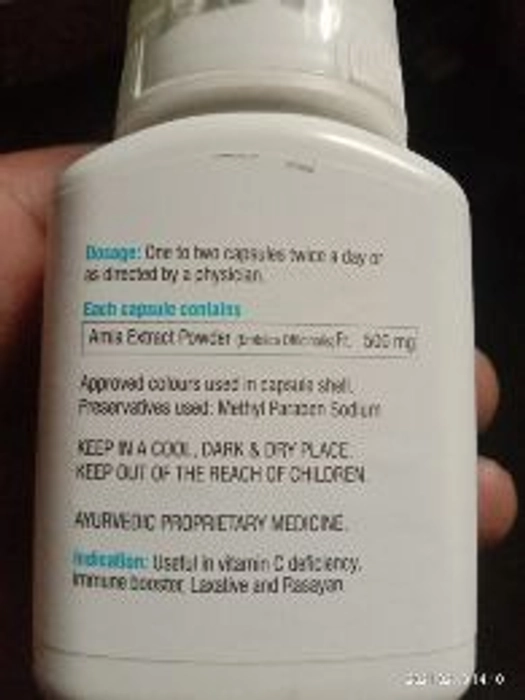 Dosage: One to two capsules twice a day or
as directed by a physician.
Each capsule contains
Amla Extract Powder (Emblica Officinalis) Fr. 500 mg
Approved colours used in capsule shell.
Preservatives used: Methyl Paraben Sodium
KEEP IN A COOL, DARK & DRY PLACE.
KEEP OUT OF THE REACH OF CHILDREN.
AYURVEDIC PROPRIETARY MEDICINE.
Indication: Useful in vitamin C deficiency,
Immune booster, Laxative and Rasayan